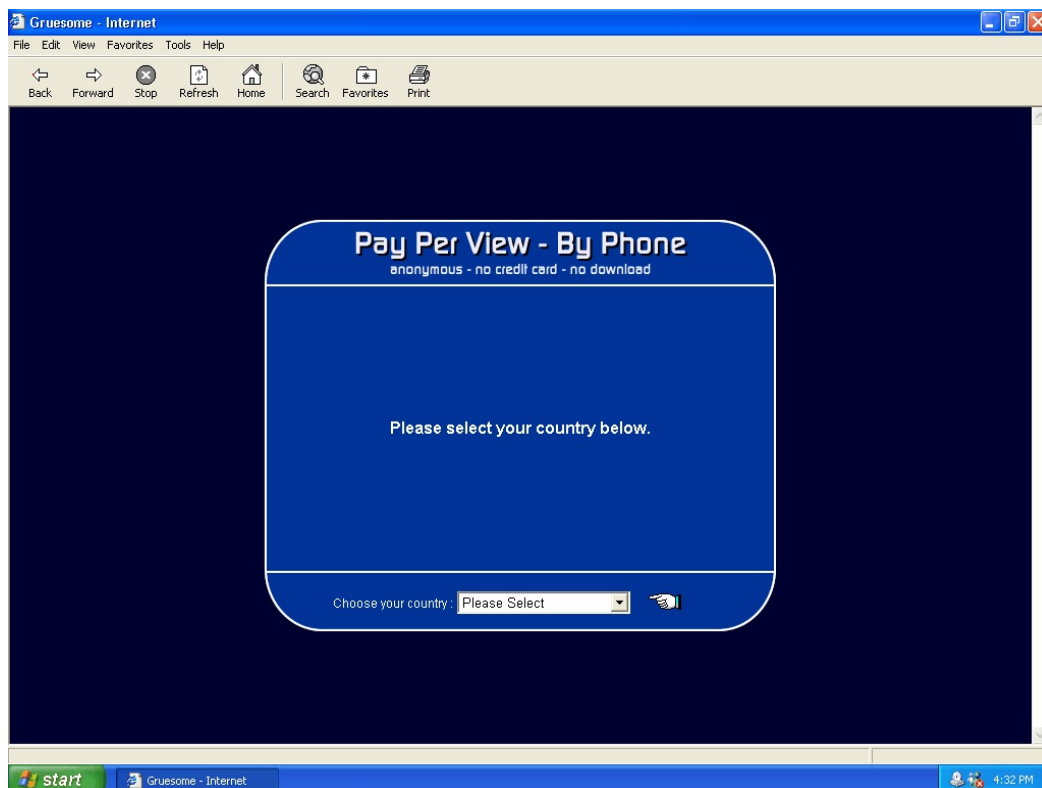 Gruesome - Internet
File Edit View Favorites Tools Help
Back Forward Stop Refresh Home Search Favorites Print
Pay Per View - By Phone
anonymous - no credit card - no download
Please select your country below.
Choose your country : Please Select
start Gruesome - Internet 4:32 PM